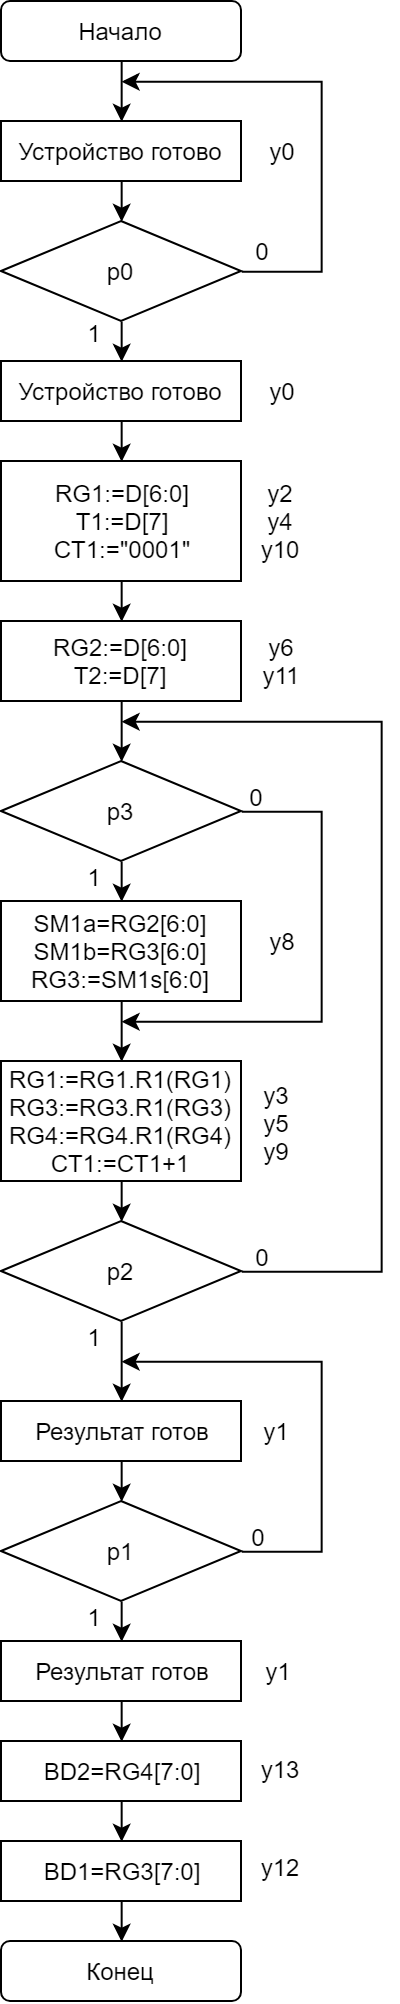 Начало
Устройство готово
y0
p0
0
1
Устройство готово
y0
RG1:=D[6:0]
T1:=D[7]
CT1:="0001"
y2
y4
y10
RG2:=D[6:0]
T2:=D[7]
y6
y11
p3
0
1
SM1a=RG2[6:0]
SM1b=RG3[6:0]
RG3:=SM1s[6:0]
y8
RG1:=RG1.R1(RG1)
RG3:=RG3.R1(RG3)
RG4:=RG4.R1(RG4)
CT1:=CT1+1
y3
y5
y9
p2
0
1
Результат готов
y1
p1
0
1
Результат готов
y1
BD2=RG4[7:0]
y13
BD1=RG3[7:0]
y12
Конец